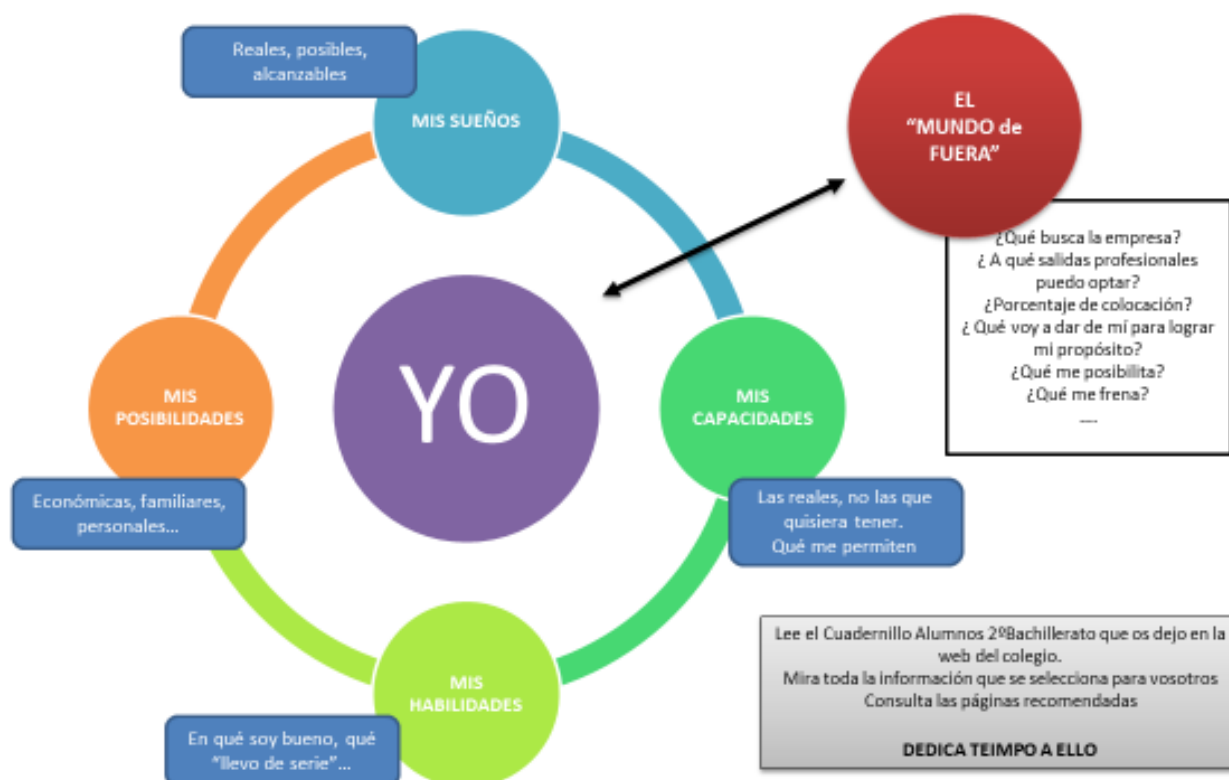 Reales, posibles,
alcanzables
MIS SUEÑOS
EL
“MUNDO de
FUERA”
¿Qué busca la empresa?
¿ A qué salidas profesionales
puedo optar?
¿Porcentaje de colocación?
¿ Qué voy a dar de mí para lograr
mi propósito?
¿Qué me posibilita?
¿Qué me frena?
....
YO
MIS
POSIBILIDADES
Económicas, familiares,
personales...
MIS
CAPACIDADES
Las reales, no las que
quisiera tener.
Qué me permiten
MIS
HABILIDADES
En qué soy bueno, qué
“llevo de serie”...
Lee el Cuadernillo Alumnos 2ºBachillerato que os dejo en la
web del colegio.
Mira toda la información que se selecciona para vosotros
Consulta las páginas recomendadas
DEDICA TEIMPO A ELLO